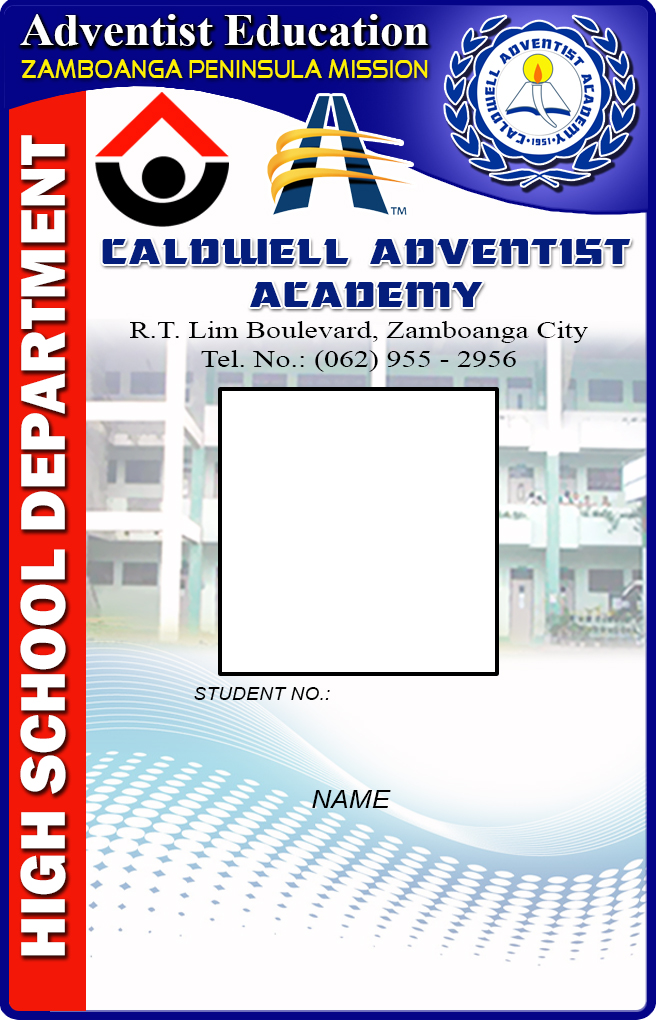 Adventist Education
ZAMBOANGA PENINSULA MISSION
CALDWELL ADVENTIST ACADEMY
•1951•
TM
CALDWELL ADVENTIST
ACADEMY
R.T. Lim Boulevard, Zamboanga City
Tel. No.: (062) 955 - 2956
HIGH SCHOOL DEPARTMENT
STUDENT NO.:
NAME